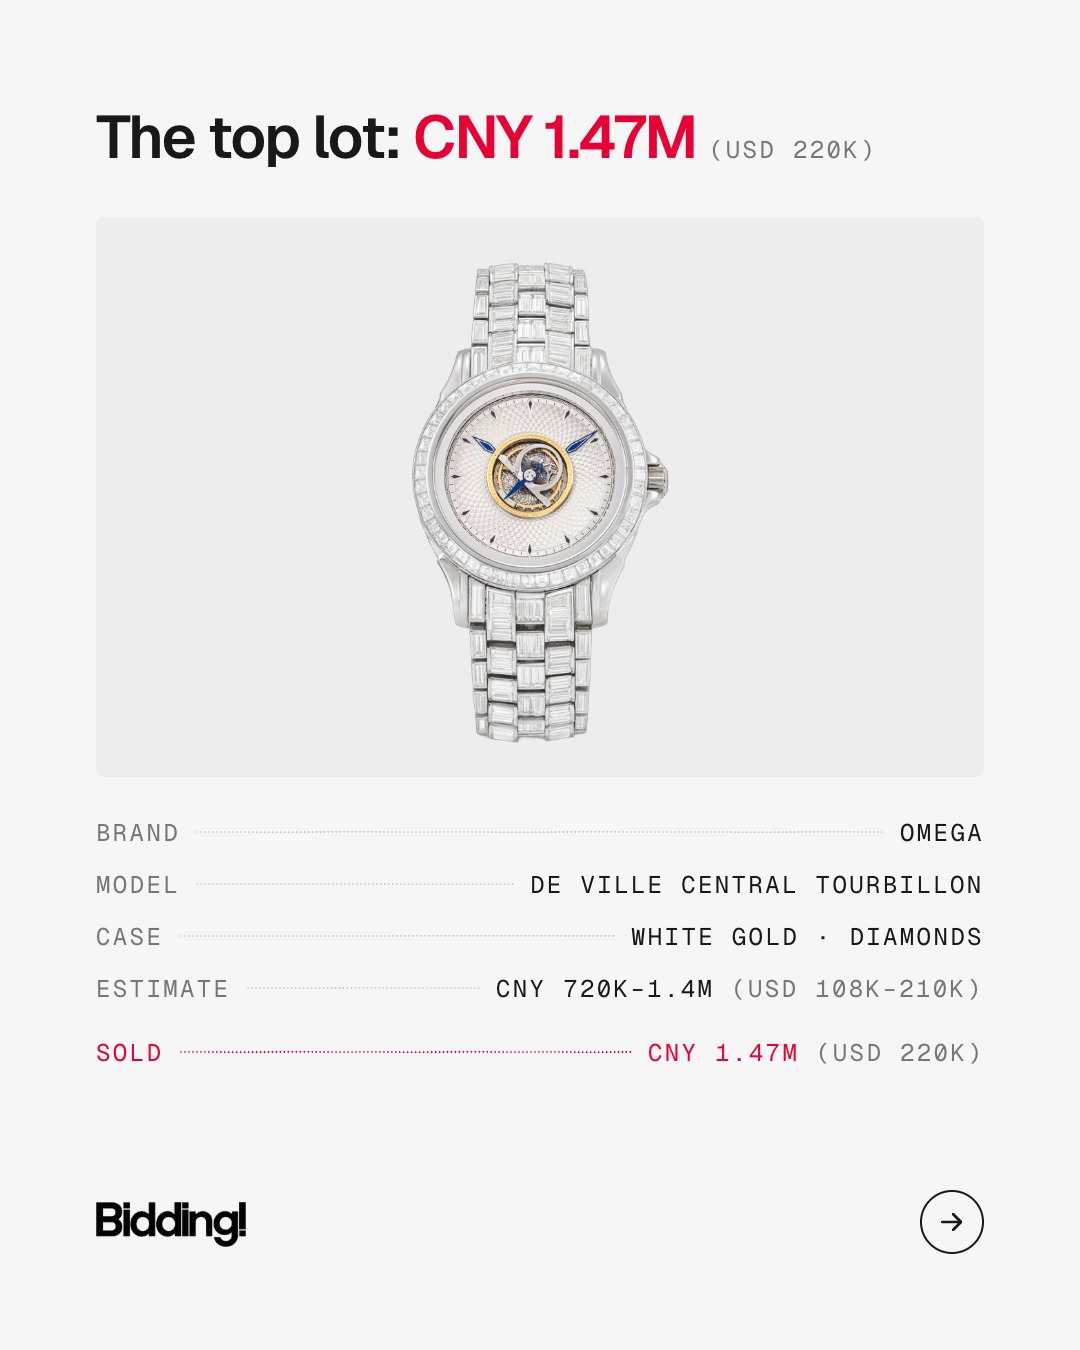 The top lot: CNY 1.47M (USD 220K)
BRAND OMEGA
MODEL DE VILLE CENTRAL TOURBILLON
CASE WHITE GOLD · DIAMONDS
ESTIMATE CNY 720K–1.4M (USD 108K–210K)
SOLD CNY 1.47M (USD 220K)
Bidding!